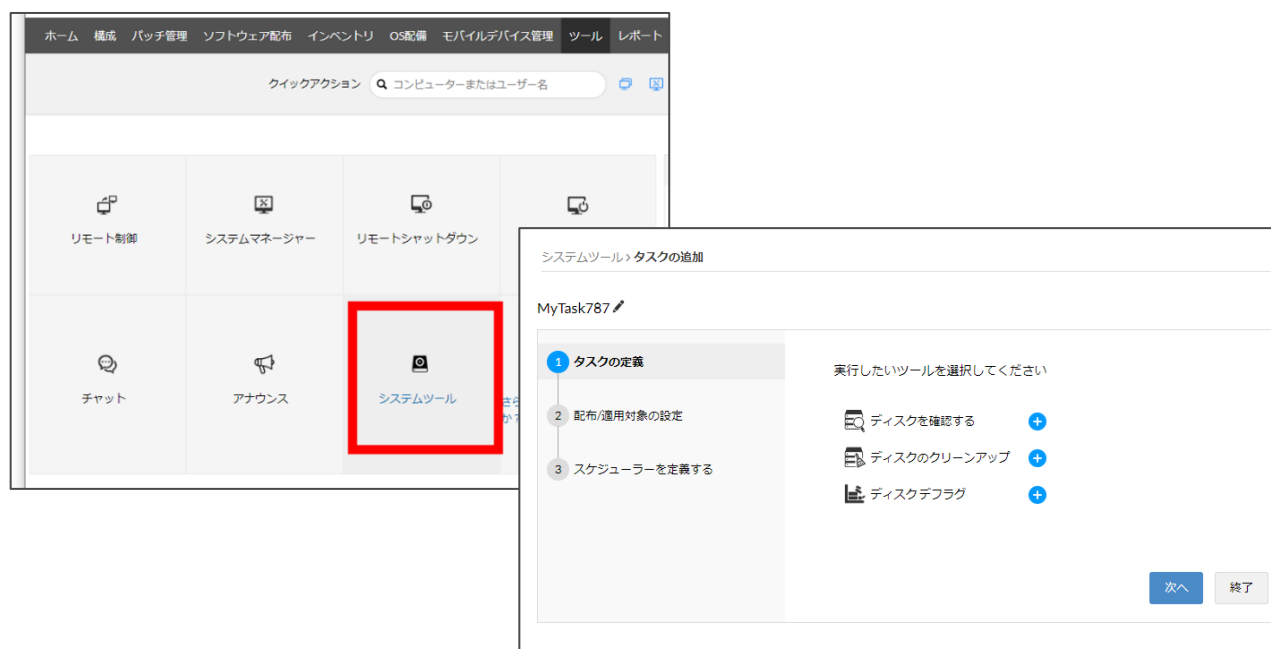 ホーム 構成 パッチ管理 ソフトウェア配布 インベントリ OS配備 モバイルデバイス管理 ツール レポート
クイックアクション コンピューターまたはユーザー名
リモート制御 システムマネージャー リモートシャットダウン
チャット アナウンス システムツール
システムツール › タスクの追加
MyTask787
1 タスクの定義
2 配布/適用対象の設定
3 スケジューラーを定義する
実行したいツールを選択してください
ディスクを確認する
ディスクのクリーンアップ
ディスクデフラグ
次へ 終了